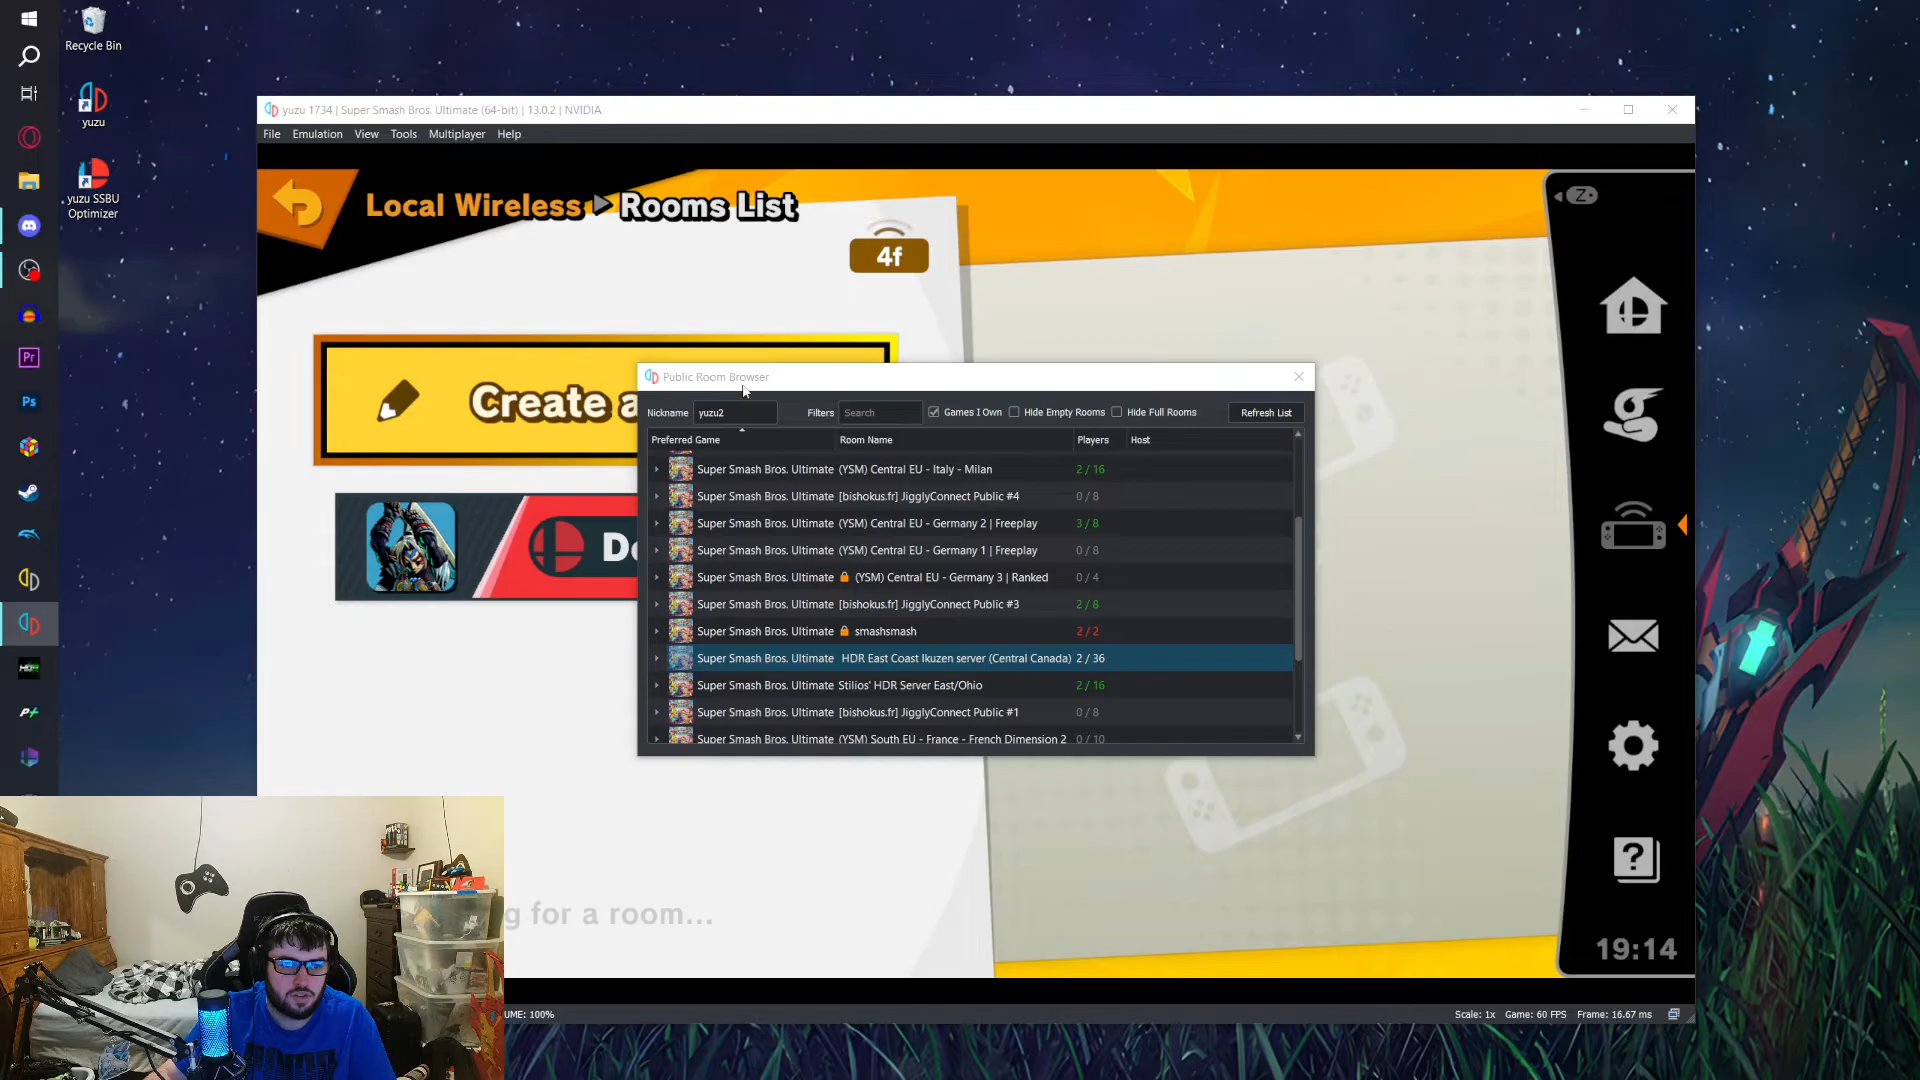 Recycle Bin
yuzu
yuzu SSBU
Optimizer
yuzu 1734 | Super Smash Bros. Ultimate (64-bit) | 13.0.2 | NVIDIA
File Emulation View Tools Multiplayer Help
Local Wireless Rooms List
Z
4f
Create a
De
Public Room Browser
Nickname yuzu2 Filters Search Games I Own Hide Empty Rooms Hide Full Rooms Refresh List
Preferred Game Room Name Players Host
Super Smash Bros. Ultimate (YSM) Central EU - Italy - Milan 2 / 16
Super Smash Bros. Ultimate [bishokus.fr] JigglyConnect Public #4 0 / 8
Super Smash Bros. Ultimate (YSM) Central EU - Germany 2 | Freeplay 3 / 8
Super Smash Bros. Ultimate (YSM) Central EU - Germany 1 | Freeplay 0 / 8
Super Smash Bros. Ultimate (YSM) Central EU - Germany 3 | Ranked 0 / 4
Super Smash Bros. Ultimate [bishokus.fr] JigglyConnect Public #3 2 / 8
Super Smash Bros. Ultimate smashsmash 2 / 2
Super Smash Bros. Ultimate HDR East Coast Ikuzen server (Central Canada) 2 / 36
Super Smash Bros. Ultimate Stilios' HDR Server East/Ohio 2 / 16
Super Smash Bros. Ultimate [bishokus.fr] JigglyConnect Public #1 0 / 8
Super Smash Bros. Ultimate (YSM) South EU - France - French Dimension 2 0 / 10
g for a room...
19:14
UME: 100%
Scale: 1x Game: 60 FPS Frame: 16.67 ms
Pr
Ps
HDR
P+